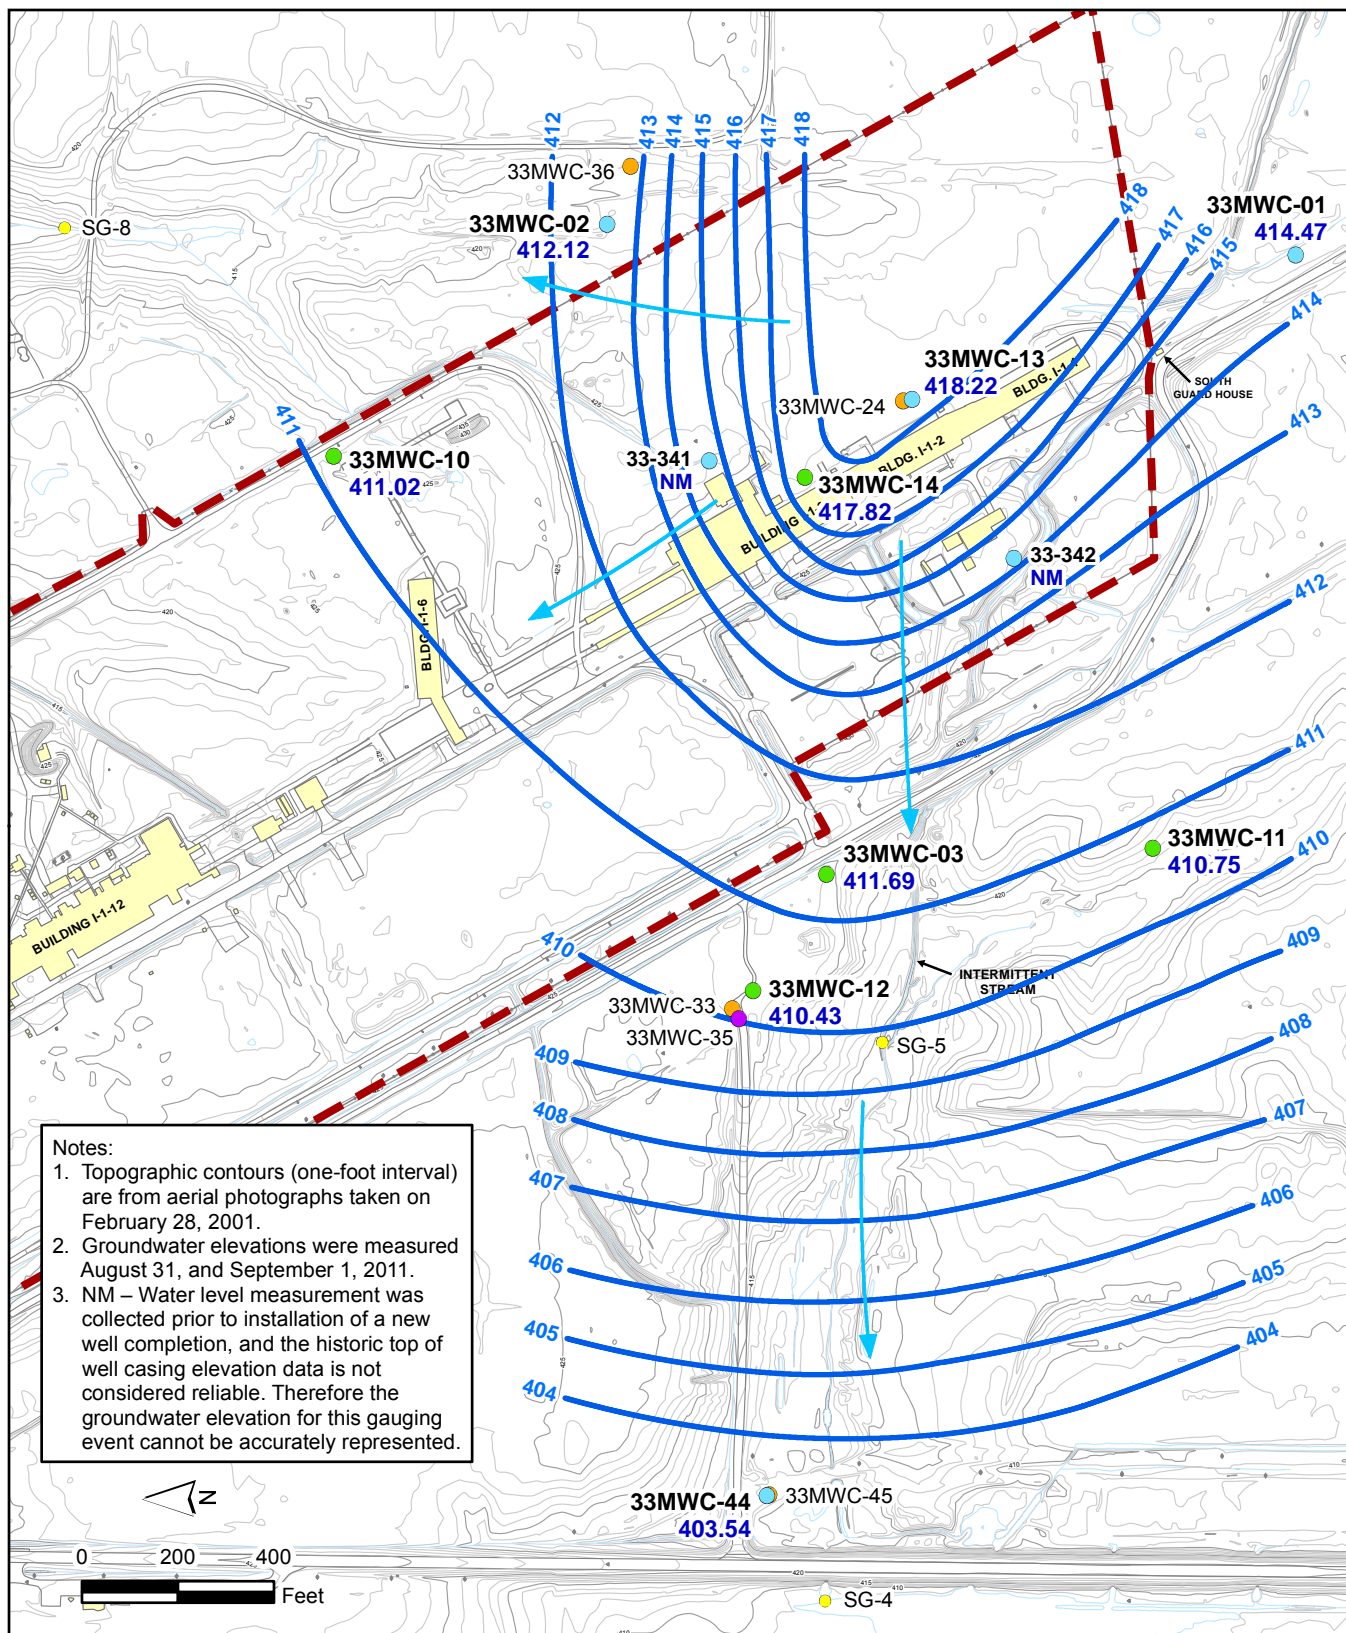 412
413
414
415
416
417
418
33MWC-36
SG-8
33MWC-02
412.12
418
417
416
415
414
413
33MWC-01
414.47
SOUTH
GUARD HOUSE
33MWC-13
418.22
33MWC-24
BLDG. I-1-2
33-341
NM
33MWC-14
417.82
411
33MWC-10
411.02
33-342
NM
412
BLDG. I-1-6
411
33MWC-03
411.69
33MWC-11
410.75
410
BUILDING I-1-12
410
INTERMITTENT
STREAM
409
33MWC-12
410.43
33MWC-33
33MWC-35
SG-5
409
408
408
407
407
406
406
405
405
404
404
Notes:
1. Topographic contours (one-foot interval)
are from aerial photographs taken on
February 28, 2001.
2. Groundwater elevations were measured
August 31, and September 1, 2011.
3. NM – Water level measurement was
collected prior to installation of a new
well completion, and the historic top of
well casing elevation data is not
considered reliable. Therefore the
groundwater elevation for this gauging
event cannot be accurately represented.
N
33MWC-44
403.54
33MWC-45
0 200 400
Feet
SG-4
420
415
410